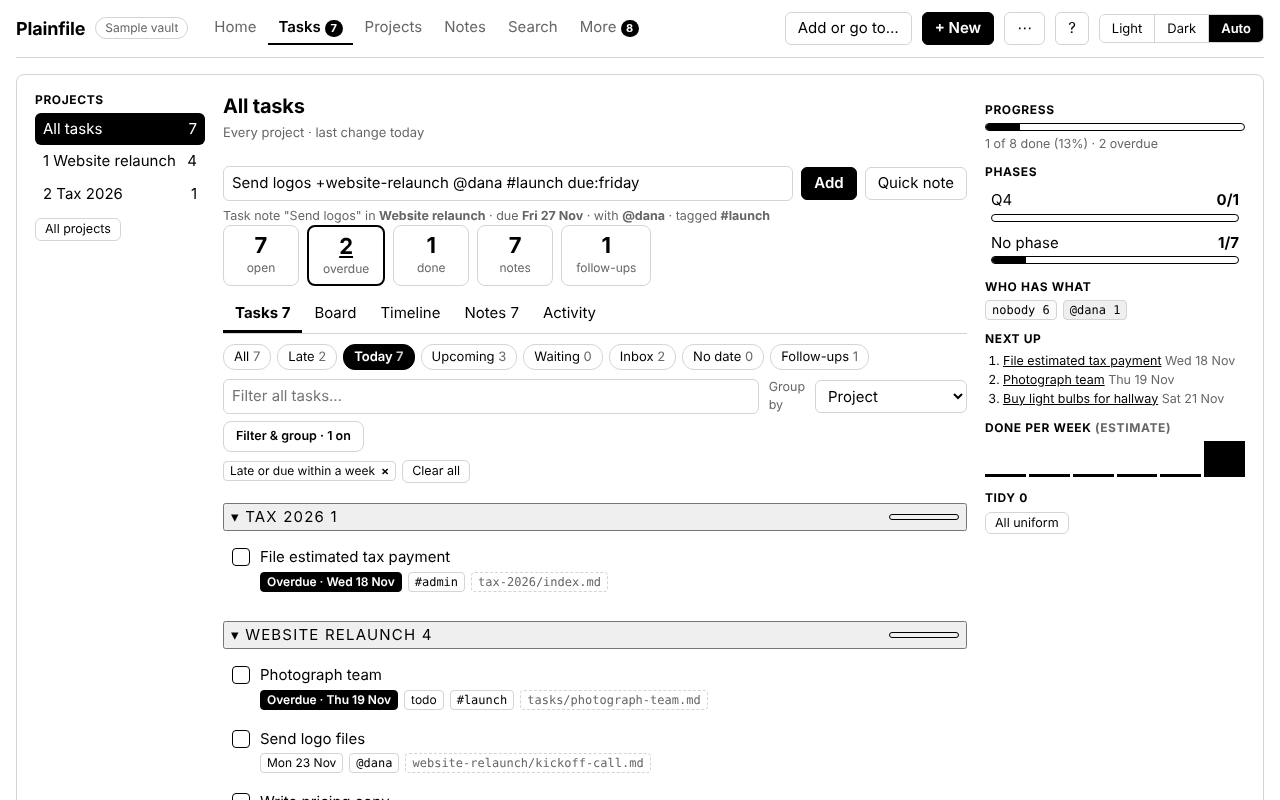 Plainfile Sample vault Home Tasks 7 Projects Notes Search More 8 Add or go to... + New ... ? Light Dark Auto
PROJECTS
All tasks 7
1 Website relaunch 4
2 Tax 2026 1
All projects
All tasks
Every project · last change today
Send logos +website-relaunch @dana #launch due:friday Add Quick note
Task note "Send logos" in Website relaunch · due Fri 27 Nov · with @dana · tagged #launch
7 open
2 overdue
1 done
7 notes
1 follow-ups
Tasks 7 Board Timeline Notes 7 Activity
All 7 Late 2 Today 7 Upcoming 3 Waiting 0 Inbox 2 No date 0 Follow-ups 1
Filter all tasks... Group by Project
Filter & group · 1 on
Late or due within a week × Clear all
▾ TAX 2026 1
File estimated tax payment
Overdue · Wed 18 Nov #admin tax-2026/index.md
▾ WEBSITE RELAUNCH 4
Photograph team
Overdue · Thu 19 Nov todo #launch tasks/photograph-team.md
Send logo files
Mon 23 Nov @dana website-relaunch/kickoff-call.md
Write pricing copy
PROGRESS
1 of 8 done (13%) · 2 overdue
PHASES
Q4 0/1
No phase 1/7
WHO HAS WHAT
nobody 6 @dana 1
NEXT UP
1. File estimated tax payment Wed 18 Nov
2. Photograph team Thu 19 Nov
3. Buy light bulbs for hallway Sat 21 Nov
DONE PER WEEK (ESTIMATE)
TIDY 0
All uniform